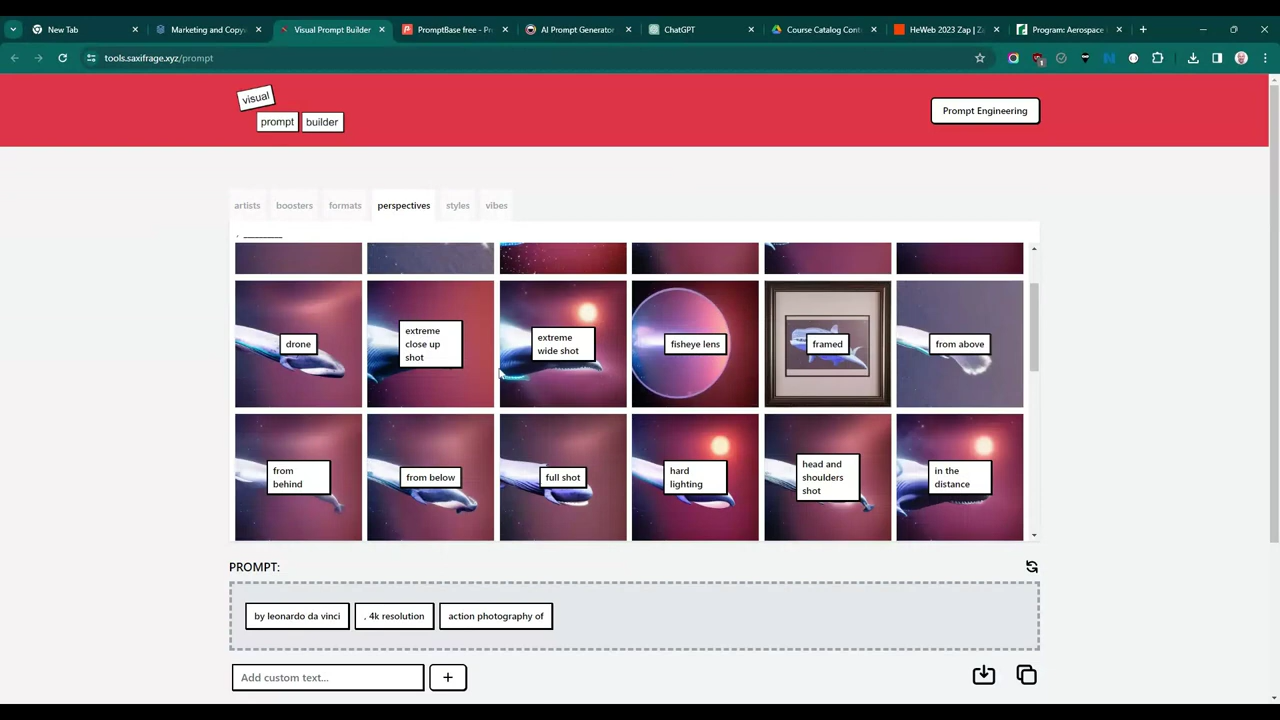 New Tab
Marketing and Copyw
Visual Prompt Builder
PromptBase free - Pr
AI Prompt Generator
ChatGPT
Course Catalog Conti
HeWeb 2023 Zap | Z
Program: Aerospace
tools.saxifrage.xyz/prompt
visual
prompt builder
Prompt Engineering
artists boosters formats perspectives styles vibes
, __________
drone
extreme
close up
shot
extreme
wide shot
fisheye lens
framed
from above
from
behind
from below
full shot
hard
lighting
head and
shoulders
shot
in the
distance
PROMPT:
by leonardo da vinci
, 4k resolution
action photography of
Add custom text...
+